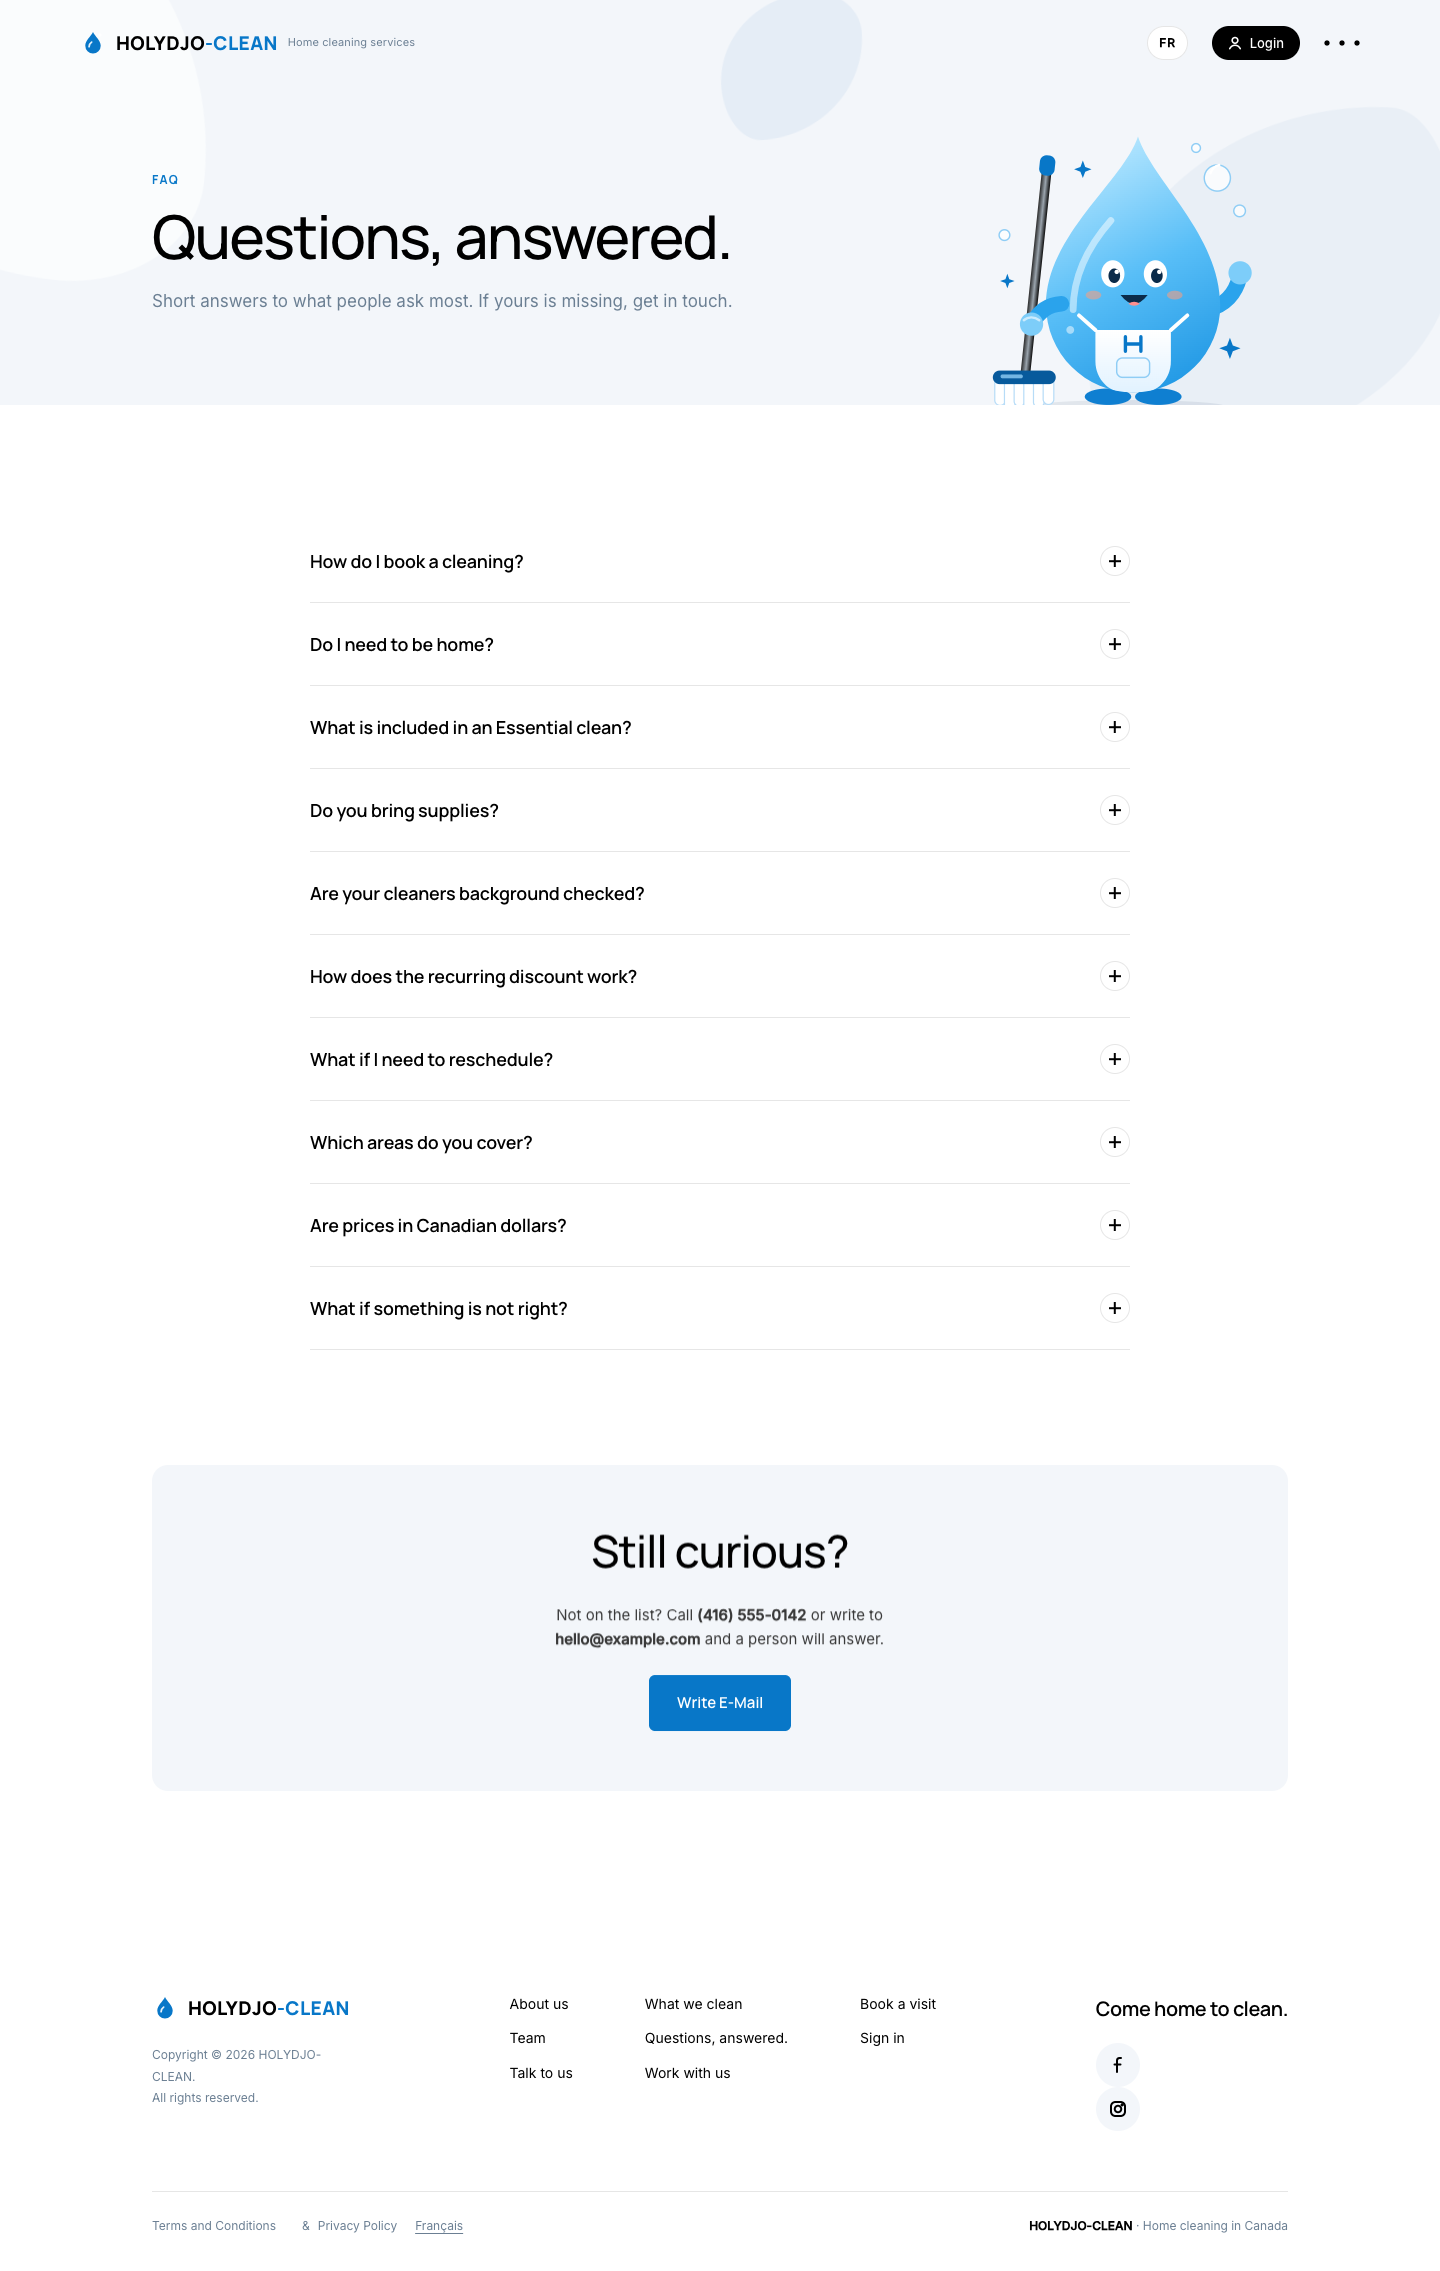 HOLYDJO-CLEAN Home cleaning services
FR
Login
FAQ
Questions, answered.
Short answers to what people ask most. If yours is missing, get in touch.
H
How do I book a cleaning?
Do I need to be home?
What is included in an Essential clean?
Do you bring supplies?
Are your cleaners background checked?
How does the recurring discount work?
What if I need to reschedule?
Which areas do you cover?
Are prices in Canadian dollars?
What if something is not right?
Still curious?
Not on the list? Call (416) 555-0142 or write to
hello@example.com and a person will answer.
Write E-Mail
HOLYDJO-CLEAN
Copyright © 2026 HOLYDJO-
CLEAN.
All rights reserved.
About us
Team
Talk to us
What we clean
Questions, answered.
Work with us
Book a visit
Sign in
Come home to clean.
Terms and Conditions & Privacy Policy Français
HOLYDJO-CLEAN · Home cleaning in Canada